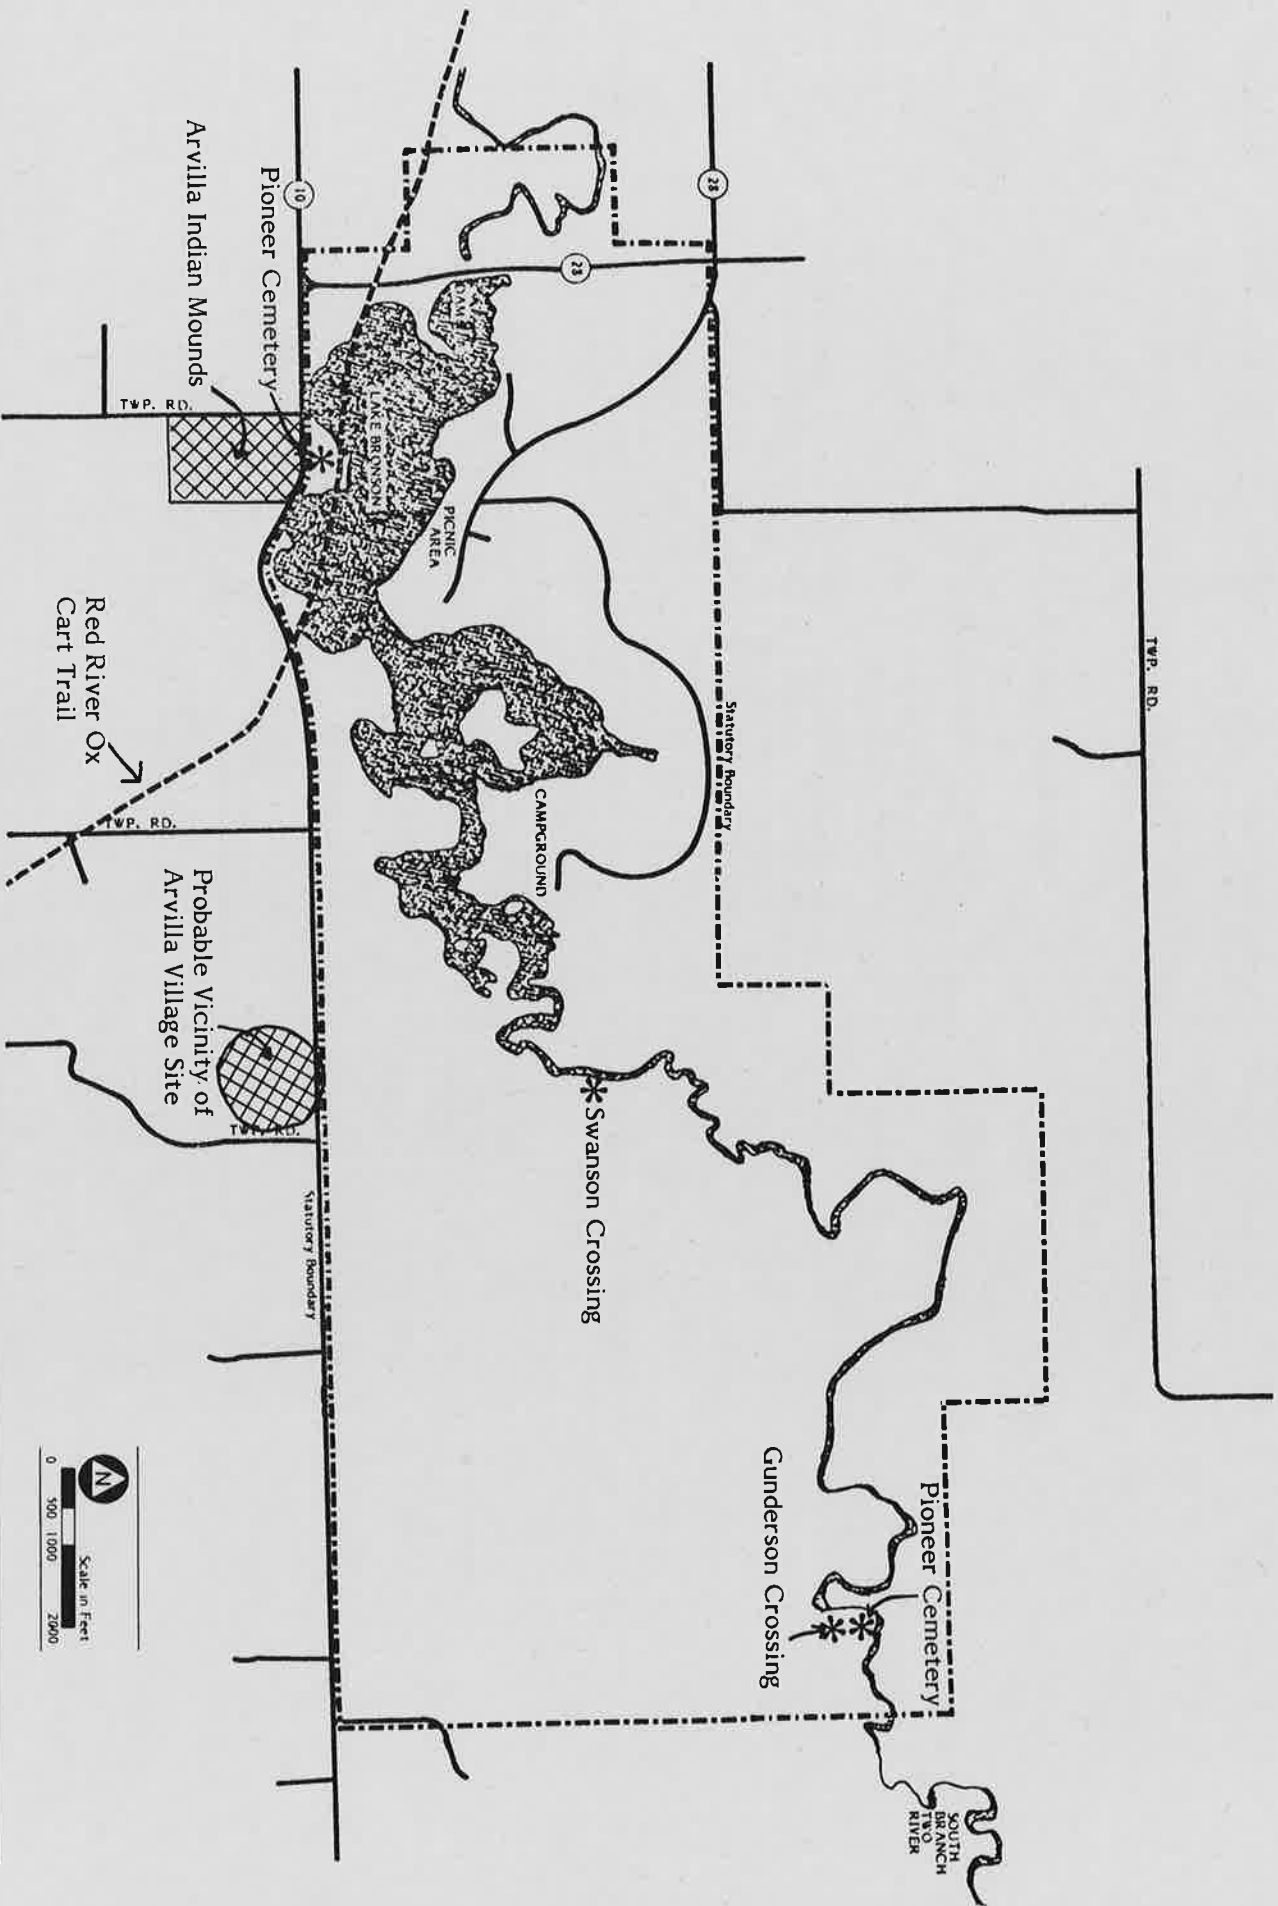 TWP. RD.
SOUTH
BRANCH
TWO
RIVER
Pioneer Cemetery
Gunderson Crossing
Statutory Boundary
28
Swanson Crossing
28
CAMPGROUND
DAM
PICNIC
AREA
LAKE BRONSON
Statutory Boundary
10
Pioneer Cemetery
Arvilla Indian Mounds
TWP. RD.
TWP. RD.
Probable Vicinity of
Arvilla Village Site
TWP. RD.
Red River Ox
Cart Trail
N
Scale in Feet
0 500 1000 2000